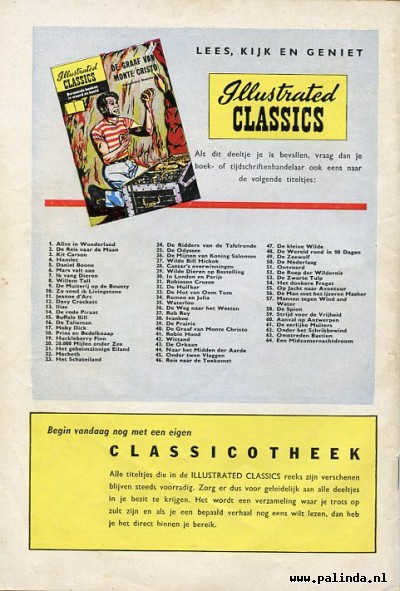 LEES, KIJK EN GENIET
Illustrated
CLASSICS
Illustrated
CLASSICS
DE GRAAF VAN
MONTE CRISTO
Als dit deeltje je is bevallen, vraag dan je
boek- of tijdschriftenhandelaar ook eens naar
de volgende titeltjes:
1. Alice in Wonderland
2. De Reis naar de Maan
3. Kit Carson
4. Hamlet
5. Daniel Boone
6. Mars valt aan
7. Ik vang Dieren
8. Willem Tell
9. De Muiterij op de Bounty
10. Zo vond ik Livingstone
11. Jeanne d'Arc
12. Davy Crockett
13. Ilias
14. De rode Piraat
15. Buffalo Bill
16. De Talisman
17. Moby Dick
18. Prins en Bedelknaap
19. Huckleberry Finn
20. 20.000 Mijlen onder Zee
21. Het geheimzinnige Eiland
22. Macbeth
23. Het Schateiland
24. De Ridders van de Tafelronde
25. De Odyssee
26. De Mijnen van Koning Salomon
27. Wilde Bill Hickok
28. Caesar's overwinningen
29. Wilde Dieren op Bestelling
30. In Londen en Parijs
31. Robinson Crusoe
32. De Hulfkar
33. De Hut van Oom Tom
34. Romeo en Julia
35. Waterloo
36. De Weg naar het Westen
37. Rob Roy
38. Ivanhoe
39. De Prairie
40. De Graaf van Monte Christo
41. Robin Hood
42. Wittand
43. De Orkaan
44. Naar het Midden der Aarde
45. Onder twee Vlaggen
46. Reis naar de Toekomst
47. De kleine Wilde
48. De Wereld rond in 80 Dagen
49. De Zeewolf
50. De Nederlaag
51. Ontvoerd
52. De Roep der Wildernis
53. De Zwarte Tulp
54. Het donkere Fregat
55. Op Jacht naar Avontuur
56. De Man met het IJzeren Masker
57. Mannen tegen Wind en
Water
58. De Spion
59. Strijd voor de Vrijheid
60. Aanval op Antwerpen
61. De eerlijke Muiters
62. Onder het Schrikbewind
63. Omstreden Bastion
64. Een Midzomernachtdroom
Begin vandaag nog met een eigen
CLASSICOTHEEK
Alle titeltjes die in de ILLUSTRATED CLASSICS reeks zijn verschenen
blijven steeds voorradig. Zorg er dus voor geleidelijk aan alle deeltjes
in je bezit te krijgen. Het wordt een verzameling waar je trots op
zult zijn en als je een bepaald verhaal nog eens wilt lezen, dan heb
je het direct binnen je bereik.
www.palinda.nl